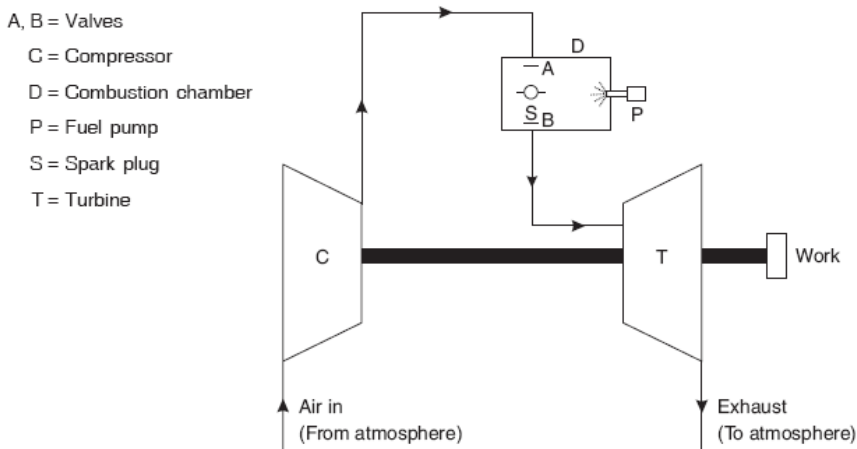 A, B = Valves
C = Compressor
D = Combustion chamber
P = Fuel pump
S = Spark plug
T = Turbine
D
A
S
B
P
C
T
Work
Air in
(From atmosphere)
Exhaust
(To atmosphere)